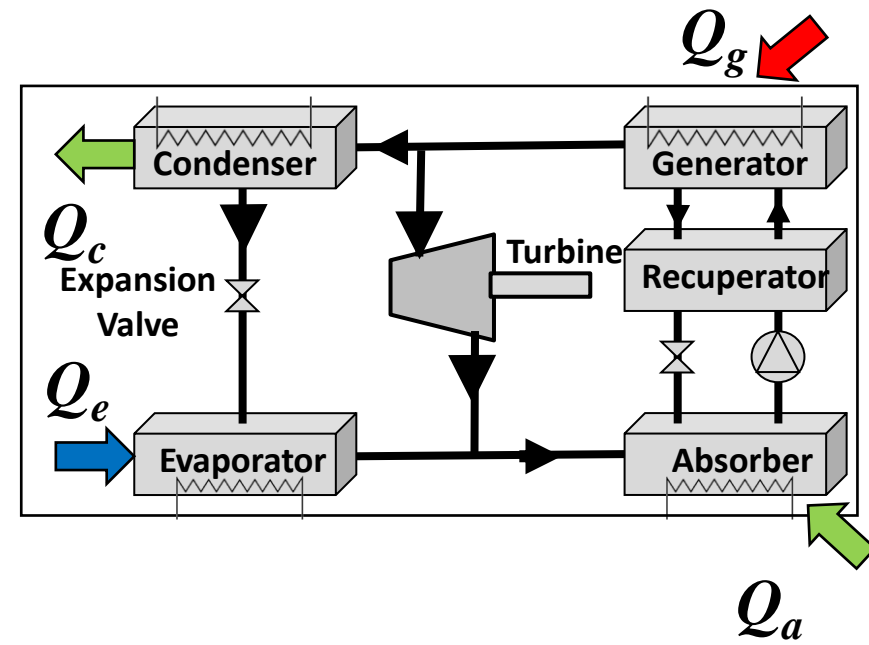 Qg
Condenser
Generator
Qc
Turbine
Expansion
Valve
Recuperator
Qe
Evaporator
Absorber
Qa